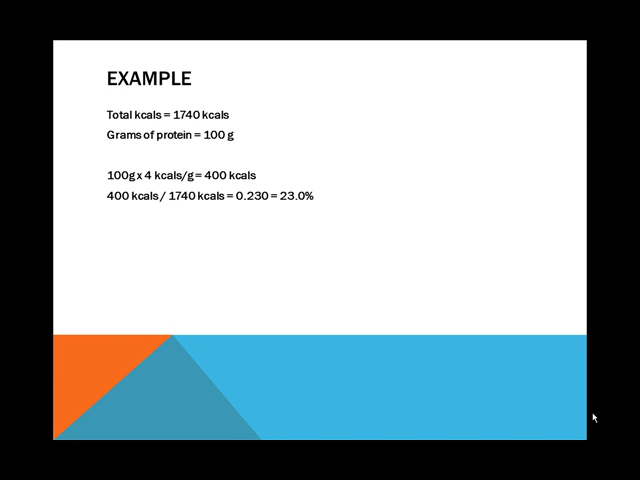 EXAMPLE
Total kcals = 1740 kcals
Grams of protein = 100 g
100g x 4 kcals/g = 400 kcals
400 kcals / 1740 kcals = 0.230 = 23.0%